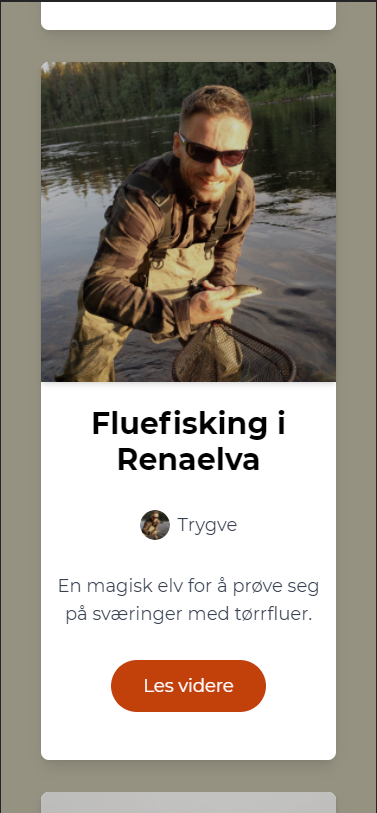 Fluefisking i
Renaelva
Trygve
En magisk elv for å prøve seg
på sværinger med tørrfluer.
Les videre